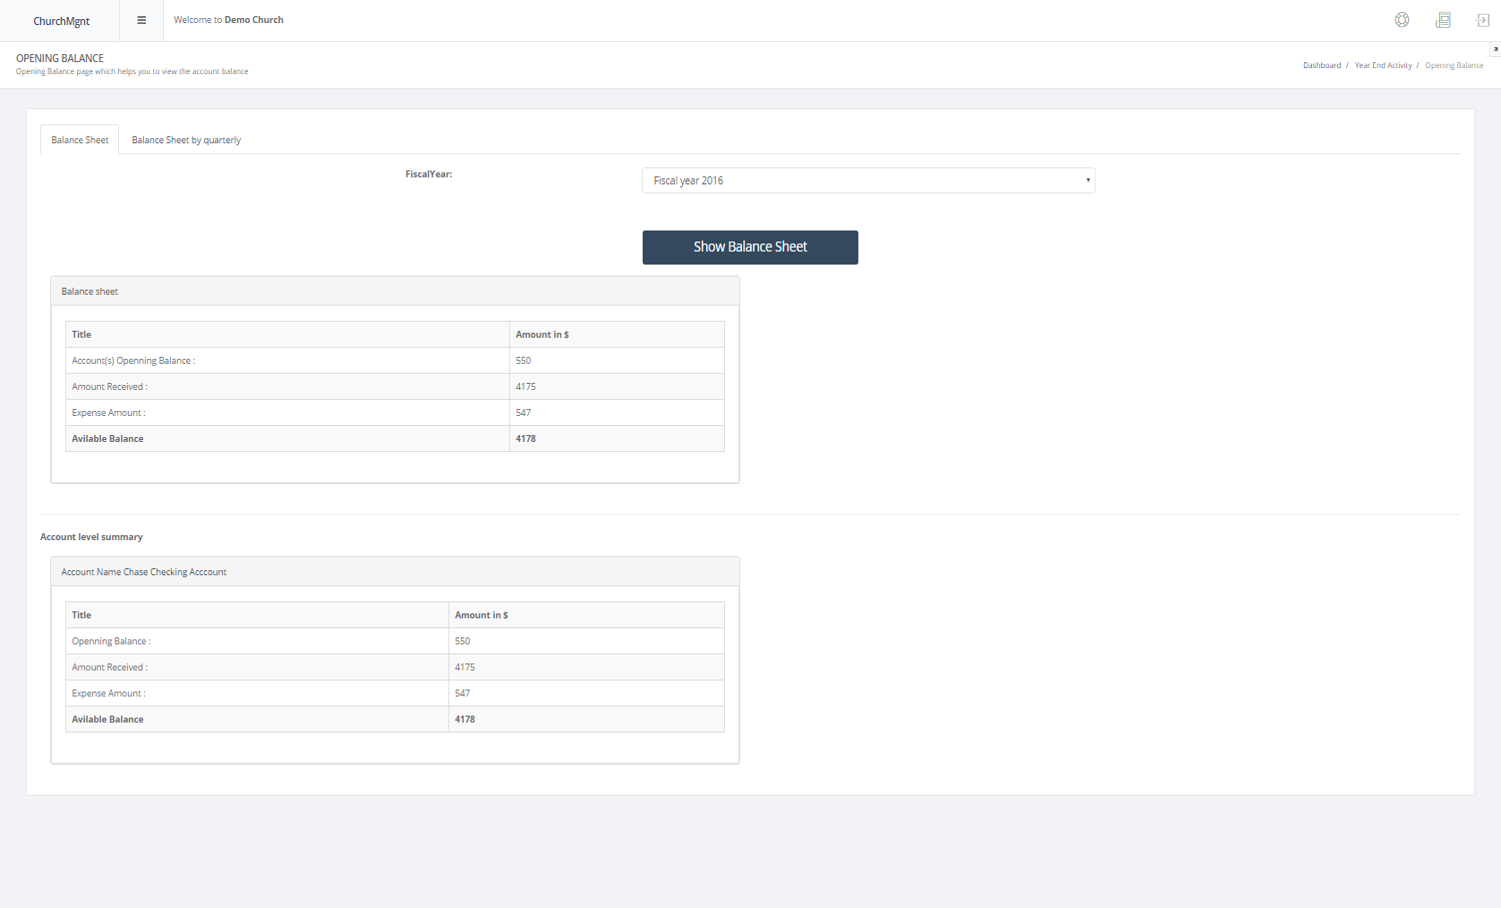 ChurchMgnt
Welcome to Demo Church
OPENING BALANCE
Opening Balance page which helps you to view the account balance
Dashboard / Year End Activity / Opening Balance
Balance Sheet
Balance Sheet by quarterly
FiscalYear:
Fiscal year 2016
Show Balance Sheet
Balance sheet
Title Amount in $
Account(s) Openning Balance : 550
Amount Received : 4175
Expense Amount : 547
Avilable Balance 4178
Account level summary
Account Name Chase Checking Acccount
Title Amount in $
Openning Balance : 550
Amount Received : 4175
Expense Amount : 547
Avilable Balance 4178